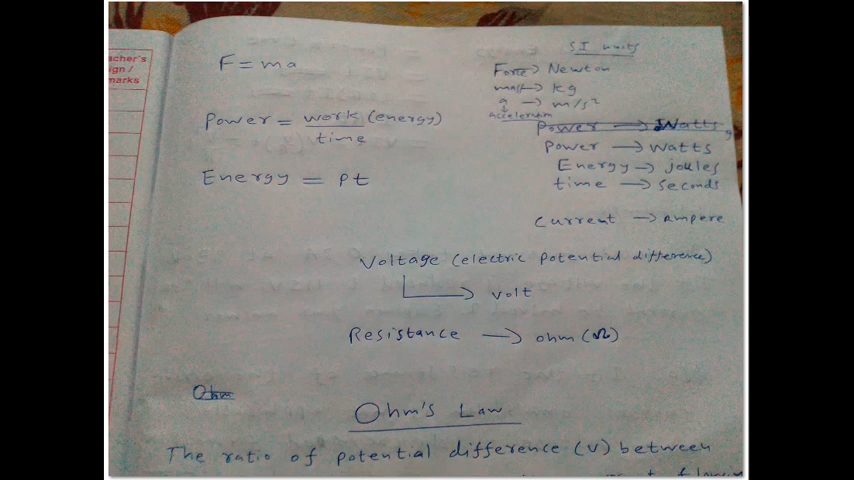 scher's
ign /
marks
F = ma
Power = work (energy)
time
Energy = Pt
SI units
Force → Newton
mass → kg
a → m/s²
acceleration
Power → Watts
Power → watts
Energy → joules
time → seconds
current → ampere
Voltage (electric potential difference)
→ volt
Resistance → ohm (Ω)
Ohm
Ohm's Law
The ratio of potential difference (V) between